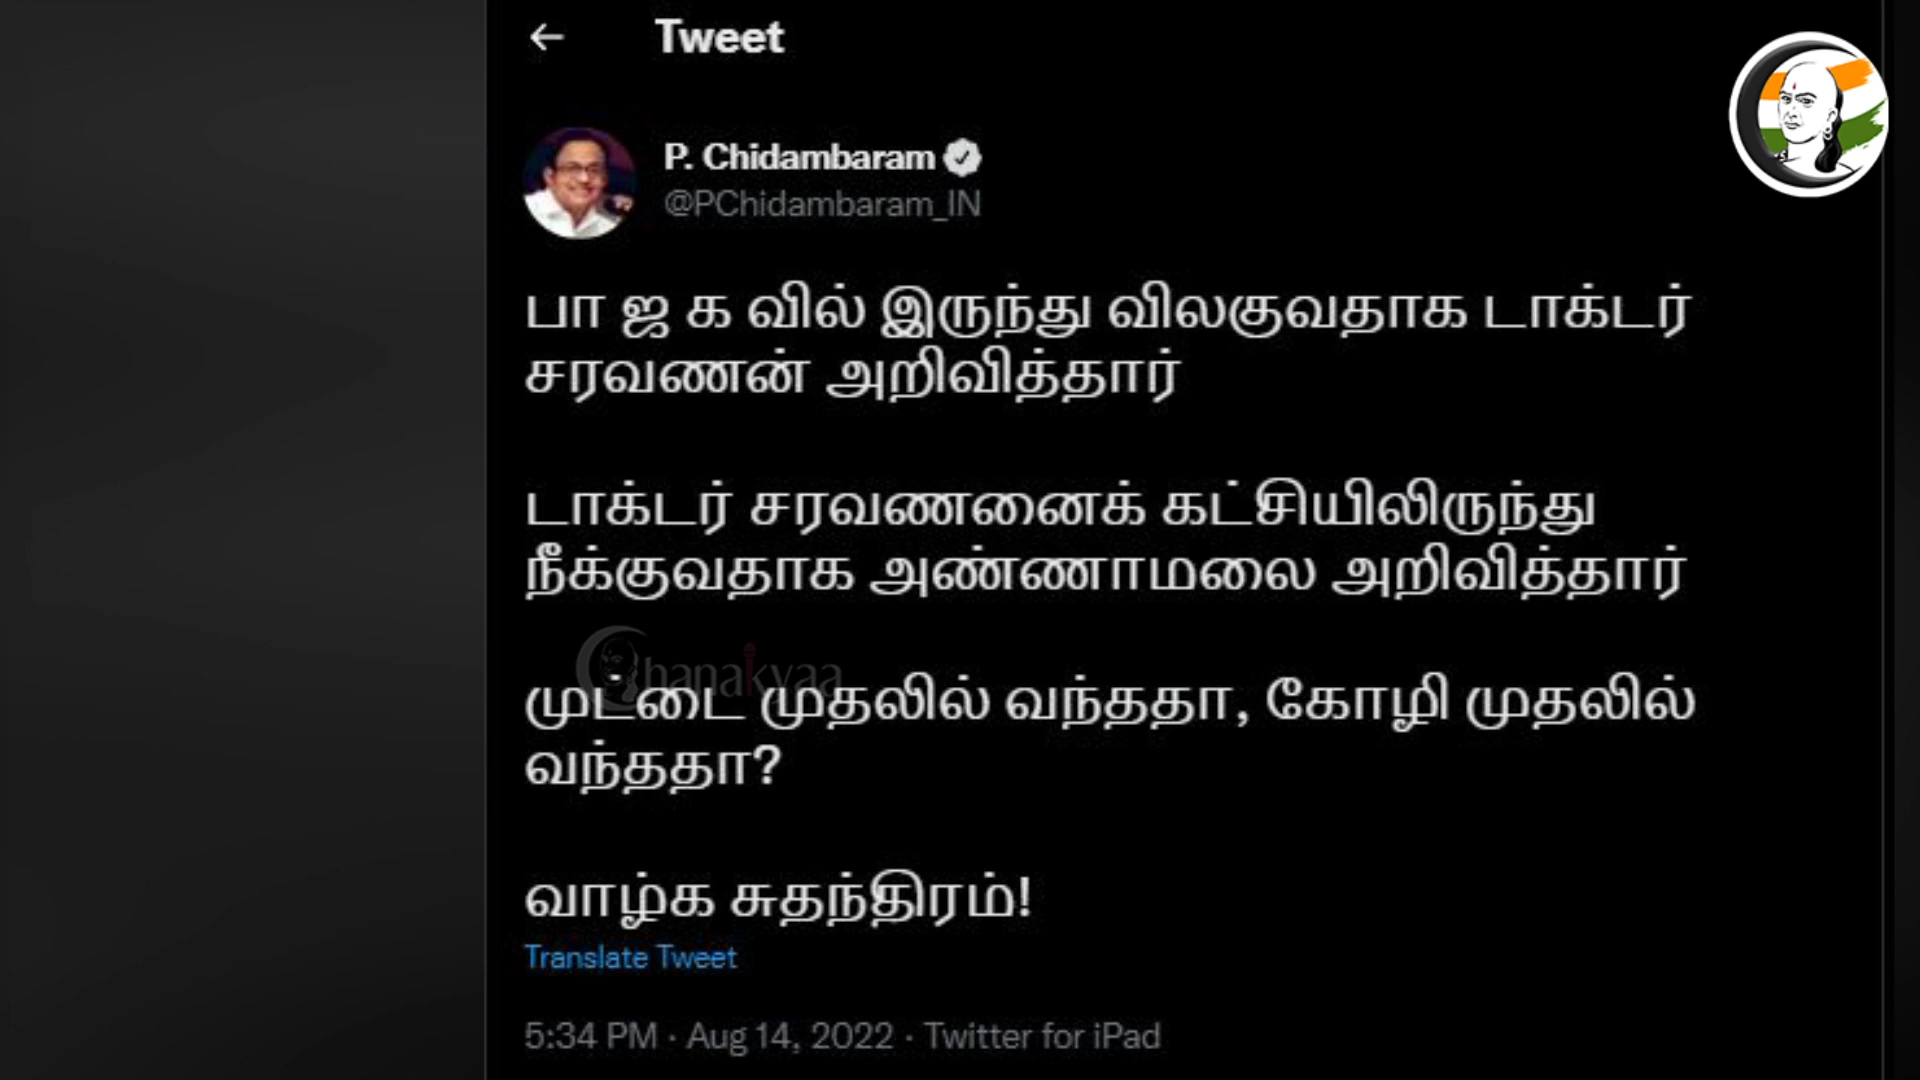 Tweet
P. Chidambaram
@PChidambaram_IN
பா ஜ க வில் இருந்து விலகுவதாக டாக்டர்
சரவணன் அறிவித்தார்
டாக்டர் சரவணனைக் கட்சியிலிருந்து
நீக்குவதாக அண்ணாமலை அறிவித்தார்
Chanakyaa
முட்டை முதலில் வந்ததா, கோழி முதலில்
வந்ததா?
வாழ்க சுதந்திரம்!
Translate Tweet
5:34 PM · Aug 14, 2022 · Twitter for iPad